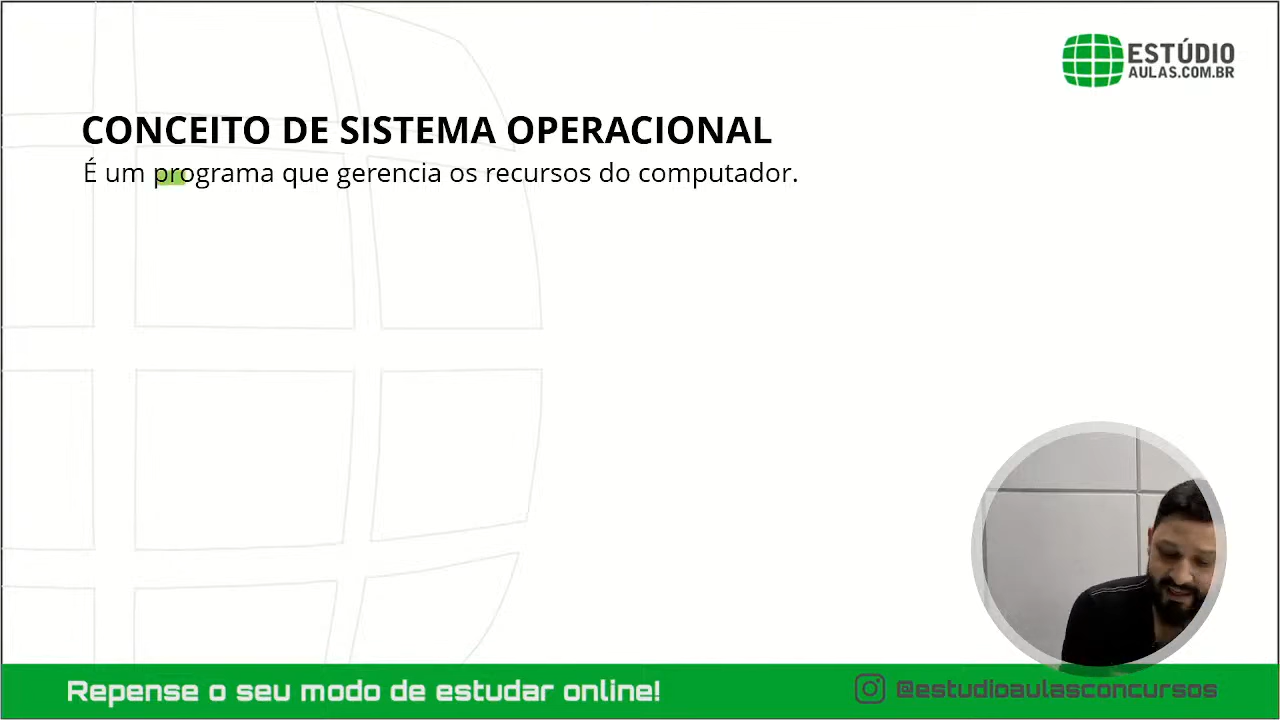 ESTÚDIO
AULAS.COM.BR
CONCEITO DE SISTEMA OPERACIONAL
É um programa que gerencia os recursos do computador.
Repense o seu modo de estudar online!
@estudioaulasconcursos